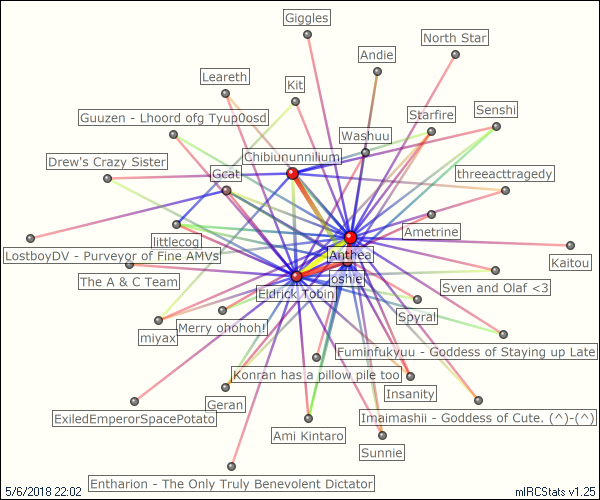 Giggles
North Star
Andie
Leareth
Kit
Senshi
Starfire
Guuzen - Lhoord ofg Tyup0osd
Washuu
Chibiununnilium
Drew's Crazy Sister
Gcat
threeacttragedy
Ametrine
littlecog
LostboyDV - Purveyor of Fine AMVs
Anthea
Kaitou
oshiei
The A & C Team
Eldrick Tobin
Sven and Olaf <3
Spyral
Merry ohohoh!
miyax
Fuminfukyuu - Goddess of Staying up Late
Konran has a pillow pile too
Insanity
Geran
ExiledEmperorSpacePotato
Imaimashii - Goddess of Cute. (^)-(^)
Ami Kintaro
Sunnie
Entharion - The Only Truly Benevolent Dictator
5/6/2018 22:02
mIRCStats v1.25